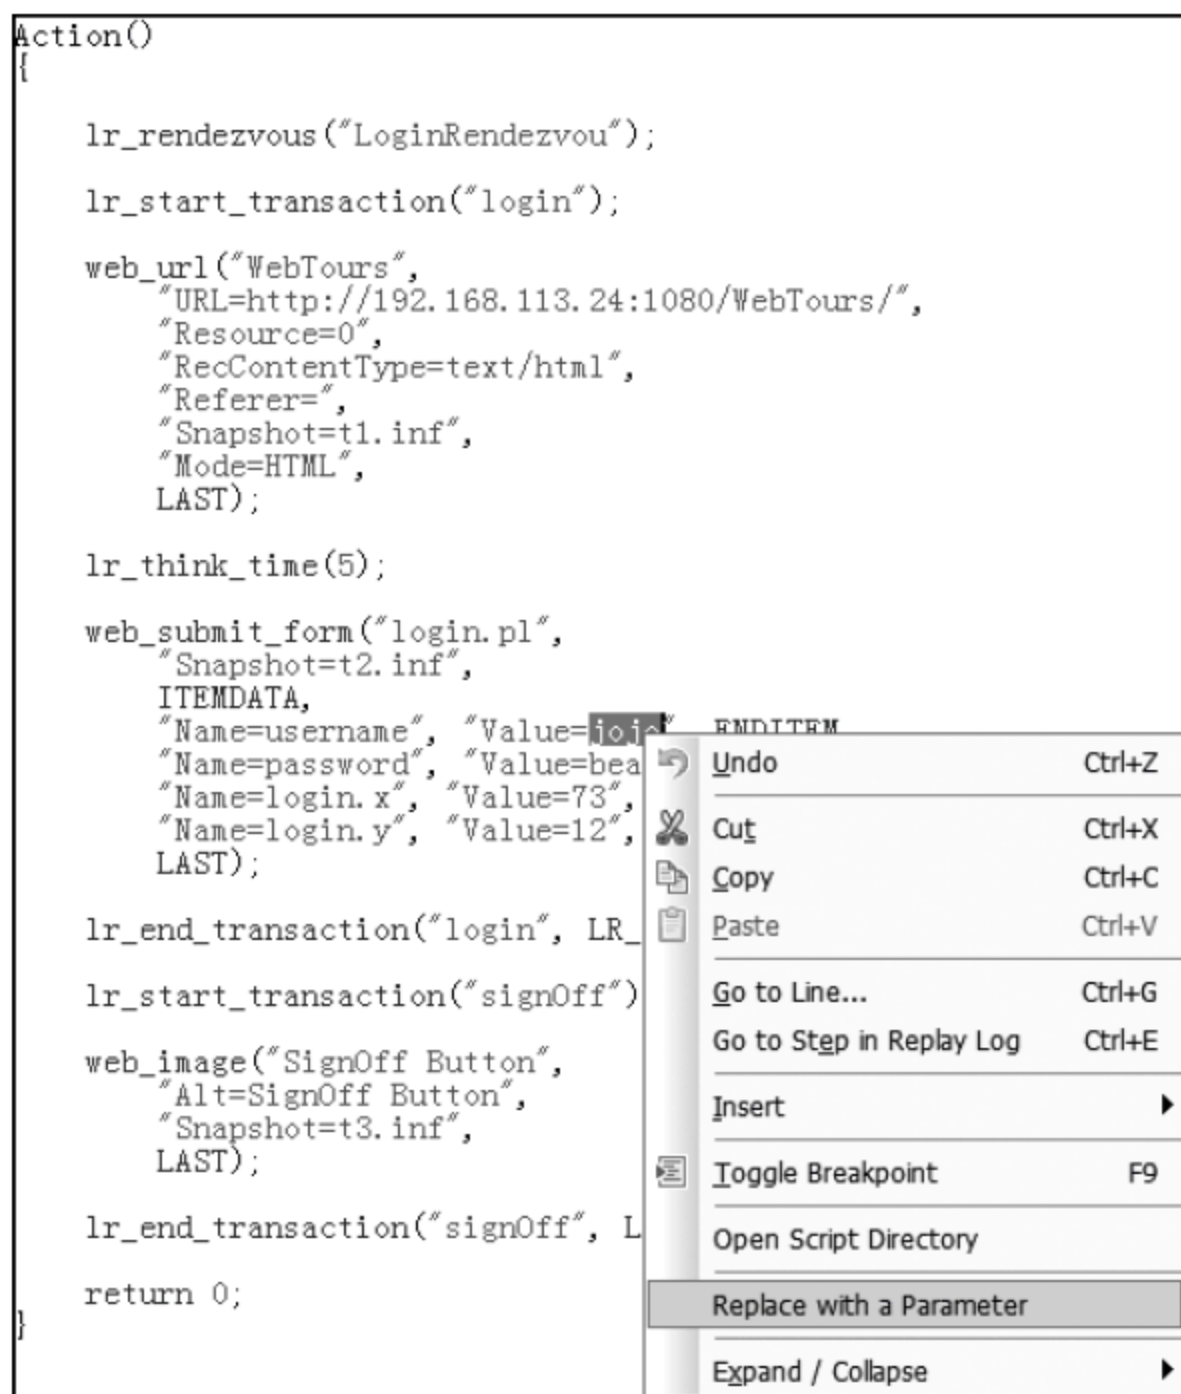 Action()
{
lr_rendezvous("LoginRendezvou");
lr_start_transaction("login");
web_url("WebTours",
"URL=http://192.168.113.24:1080/WebTours/",
"Resource=0",
"RecContentType=text/html",
"Referer=",
"Snapshot=t1.inf",
"Mode=HTML",
LAST);
lr_think_time(5);
web_submit_form("login.pl",
"Snapshot=t2.inf",
ITEMDATA,
"Name=username", "Value=jojo", ENDITEM
"Name=password", "Value=bea
"Name=login.x", "Value=73",
"Name=login.y", "Value=12",
LAST);
lr_end_transaction("login", LR_
lr_start_transaction("signOff")
web_image("SignOff Button",
"Alt=SignOff Button",
"Snapshot=t3.inf",
LAST);
lr_end_transaction("signOff", L
return 0;
}
Undo Ctrl+Z
Cut Ctrl+X
Copy Ctrl+C
Paste Ctrl+V
Go to Line... Ctrl+G
Go to Step in Replay Log Ctrl+E
Insert
Toggle Breakpoint F9
Open Script Directory
Replace with a Parameter
Expand / Collapse